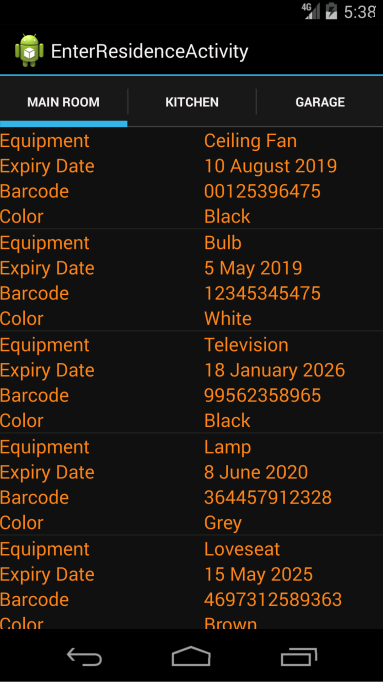 4G 5:38
EnterResidenceActivity
MAIN ROOM KITCHEN GARAGE
Equipment Ceiling Fan
Expiry Date 10 August 2019
Barcode 00125396475
Color Black
Equipment Bulb
Expiry Date 5 May 2019
Barcode 12345345475
Color White
Equipment Television
Expiry Date 18 January 2026
Barcode 99562358965
Color Black
Equipment Lamp
Expiry Date 8 June 2020
Barcode 364457912328
Color Grey
Equipment Loveseat
Expiry Date 15 May 2025
Barcode 4697312589363
Color Brown